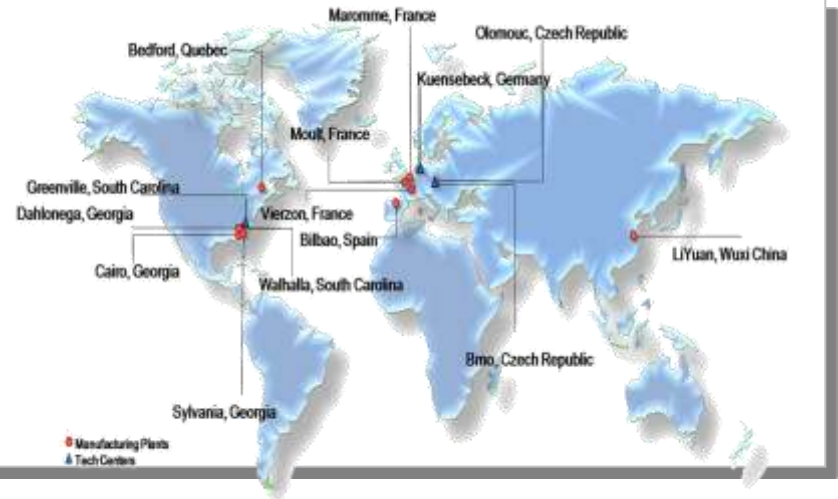 Maromme, France
Olomouc, Czech Republic
Bedford, Quebec
Kuensebeck, Germany
Moult, France
Greenville, South Carolina
Dahlonega, Georgia
Vierzon, France
Bilbao, Spain
LiYuan, Wuxi China
Cairo, Georgia
Walhalla, South Carolina
Brno, Czech Republic
Sylvania, Georgia
Manufacturing Plants
Tech Centers